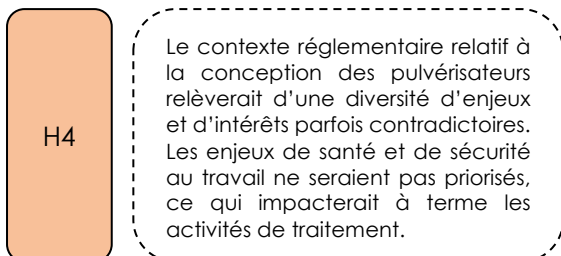 H4
Le contexte réglementaire relatif à
la conception des pulvérisateurs
relèverait d'une diversité d'enjeux
et d'intérêts parfois contradictoires.
Les enjeux de santé et de sécurité
au travail ne seraient pas priorisés,
ce qui impacterait à terme les
activités de traitement.